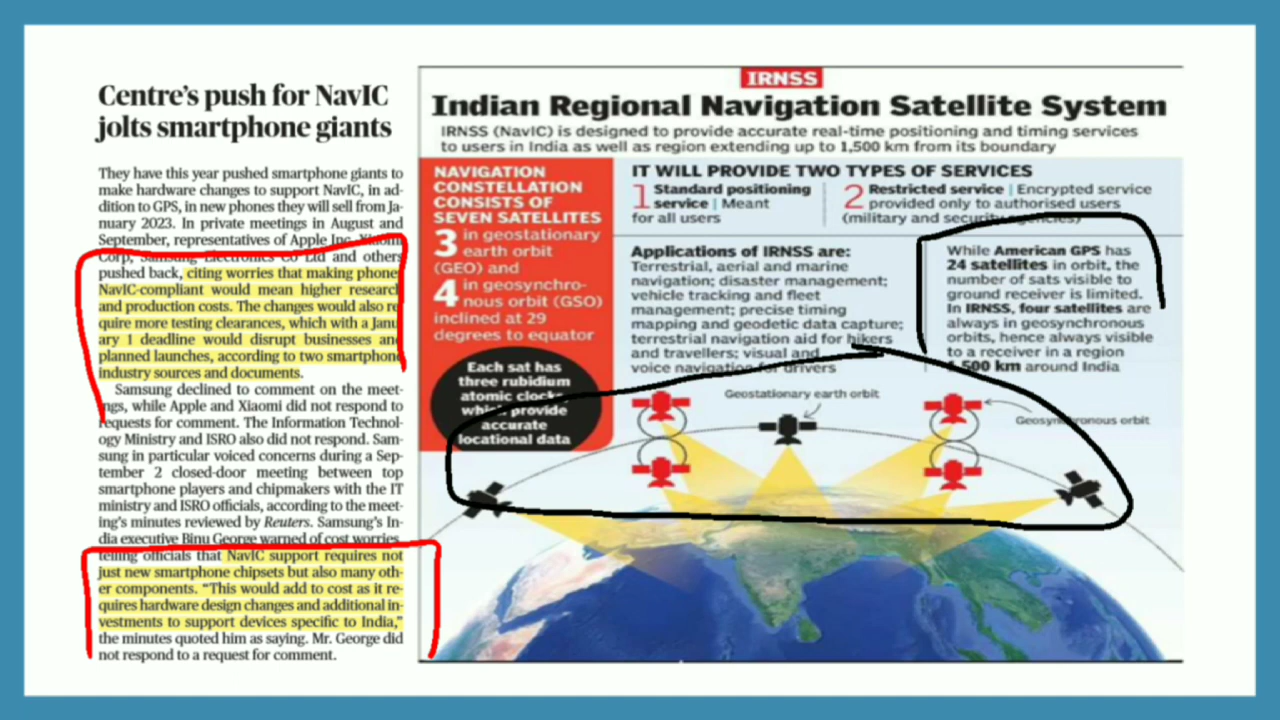 Centre's push for NavIC
jolts smartphone giants
They have this year pushed smartphone giants to
make hardware changes to support NavIC, in ad-
dition to GPS, in new phones they will sell from Ja-
nuary 2023. In private meetings in August and
September, representatives of Apple Inc, Xiaomi
Corp, Samsung Electronics Co Ltd and others
pushed back, citing worries that making phones
NavIC-compliant would mean higher research
and production costs. The changes would also re
quire more testing clearances, which with a Janu
ary 1 deadline would disrupt businesses and
planned launches, according to two smartphone
industry sources and documents.
Samsung declined to comment on the meet-
ings, while Apple and Xiaomi did not respond to
requests for comment. The Information Technol-
ogy Ministry and ISRO also did not respond. Sam-
sung in particular voiced concerns during a Sep-
tember 2 closed-door meeting between top
smartphone players and chipmakers with the IT
ministry and ISRO officials, according to the meet-
ing's minutes reviewed by Reuters. Samsung's In-
dia executive Binu George warned of cost worries,
telling officials that NavIC support requires not
just new smartphone chipsets but also many oth-
er components. "This would add to cost as it re-
quires hardware design changes and additional in-
vestments to support devices specific to India,"
the minutes quoted him as saying. Mr. George did
not respond to a request for comment.
IRNSS
Indian Regional Navigation Satellite System
IRNSS (NavIC) is designed to provide accurate real-time positioning and timing services
to users in India as well as region extending up to 1,500 km from its boundary
NAVIGATION
CONSTELLATION
CONSISTS OF
SEVEN SATELLITES
3 in geostationary
earth orbit
(GEO) and
4 in geosynchro-
nous orbit (GSO)
inclined at 29
degrees to equator
Each sat has
three rubidium
atomic clocks,
which provide
accurate
locational data
IT WILL PROVIDE TWO TYPES OF SERVICES
1 Standard positioning
service | Meant
for all users
2 Restricted service | Encrypted service
provided only to authorised users
(military and security agencies)
Applications of IRNSS are:
Terrestrial, aerial and marine
navigation; disaster management;
vehicle tracking and fleet
management; precise timing
mapping and geodetic data capture;
terrestrial navigation aid for hikers
and travellers; visual and
voice navigation for drivers
While American GPS has
24 satellites in orbit, the
number of sats visible to
ground receiver is limited.
In IRNSS, four satellites are
always in geosynchronous
orbits, hence always visible
to a receiver in a region
1,500 km around India
Geostationary earth orbit
Geosynchronous orbit